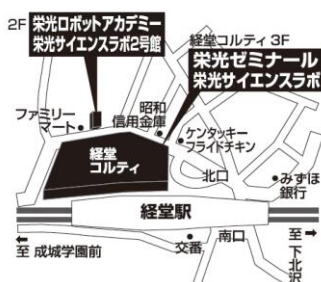 2F 栄光ロボットアカデミー
栄光サイエンスラボ2号館
経堂コルティ 3F
栄光ゼミナール
栄光サイエンスラボ
ファミリー
マート
昭和
信用金庫
ケンタッキー
フライドチキン
経堂
コルティ
北口
みずほ
銀行
経堂駅
至 成城学園前
交番
南口
至 下北沢